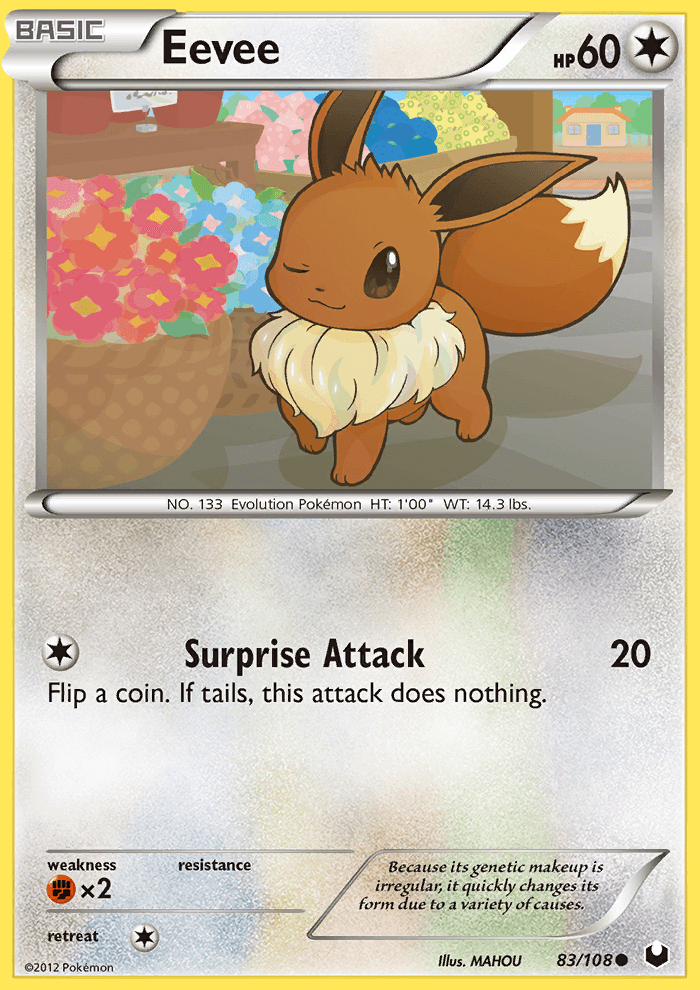 BASIC
Eevee
HP60
NO. 133 Evolution Pokémon HT: 1'00" WT: 14.3 lbs.
Surprise Attack 20
Flip a coin. If tails, this attack does nothing.
weakness resistance
×2
Because its genetic makeup is
irregular, it quickly changes its
form due to a variety of causes.
retreat
©2012 Pokémon
Illus. MAHOU 83/108